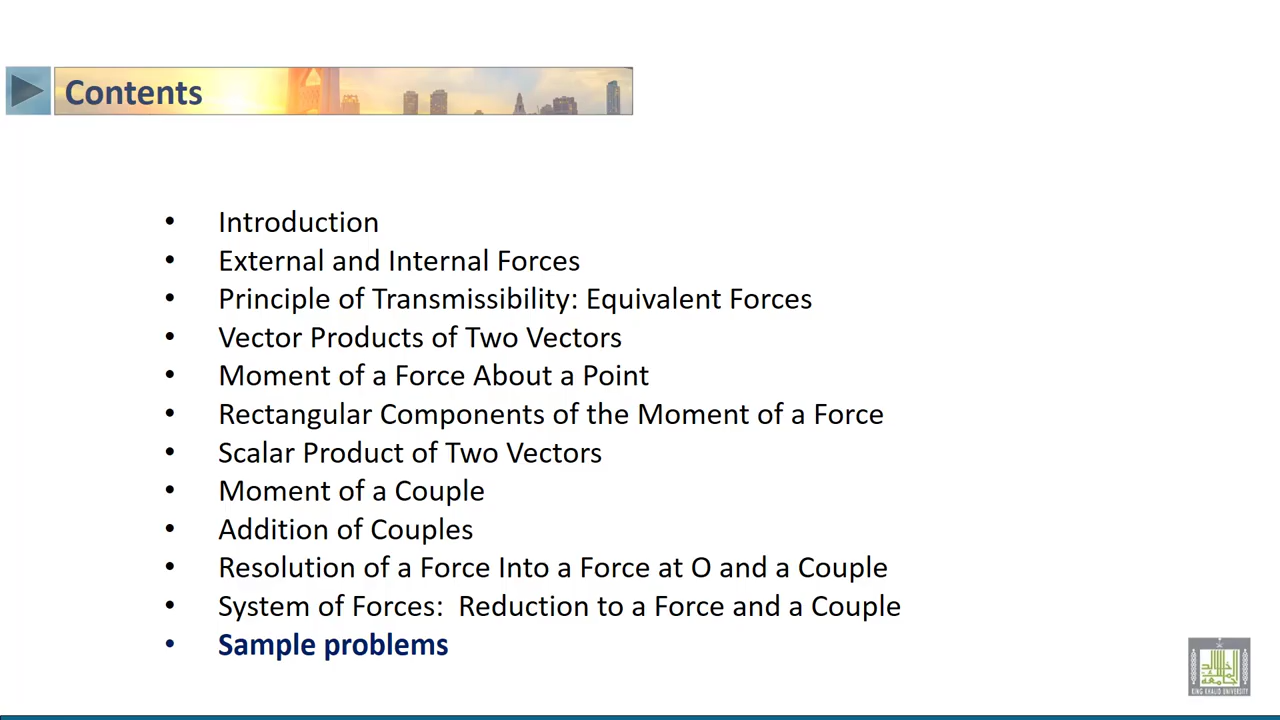 Contents
• Introduction
• External and Internal Forces
• Principle of Transmissibility: Equivalent Forces
• Vector Products of Two Vectors
• Moment of a Force About a Point
• Rectangular Components of the Moment of a Force
• Scalar Product of Two Vectors
• Moment of a Couple
• Addition of Couples
• Resolution of a Force Into a Force at O and a Couple
• System of Forces:  Reduction to a Force and a Couple
• Sample problems
KING KHALID UNIVERSITY